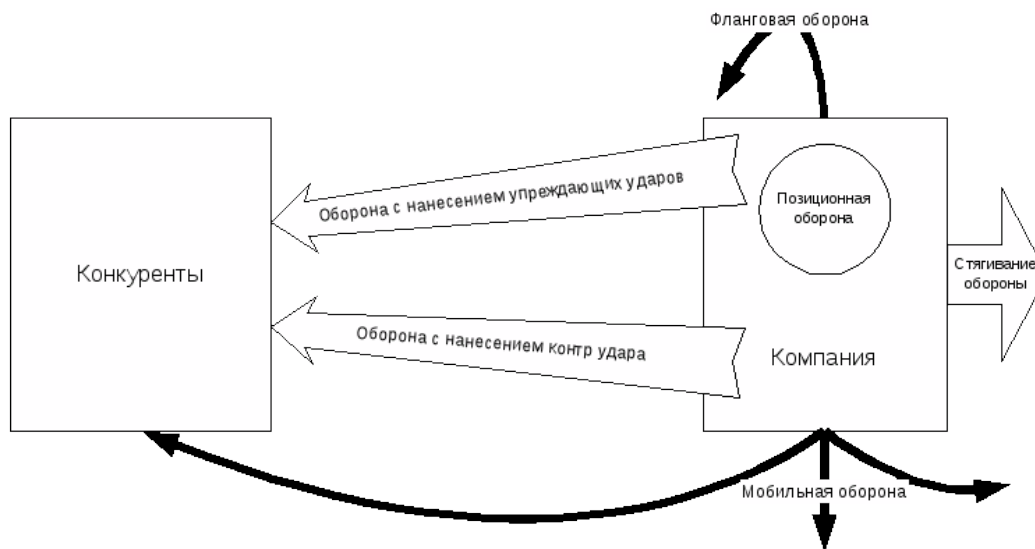 Фланговая оборона
Оборона с нанесением упреждающих ударов
Позиционная
оборона
Конкуренты
Стягивание
обороны
Оборона с нанесением контр удара
Компания
Мобильная оборона